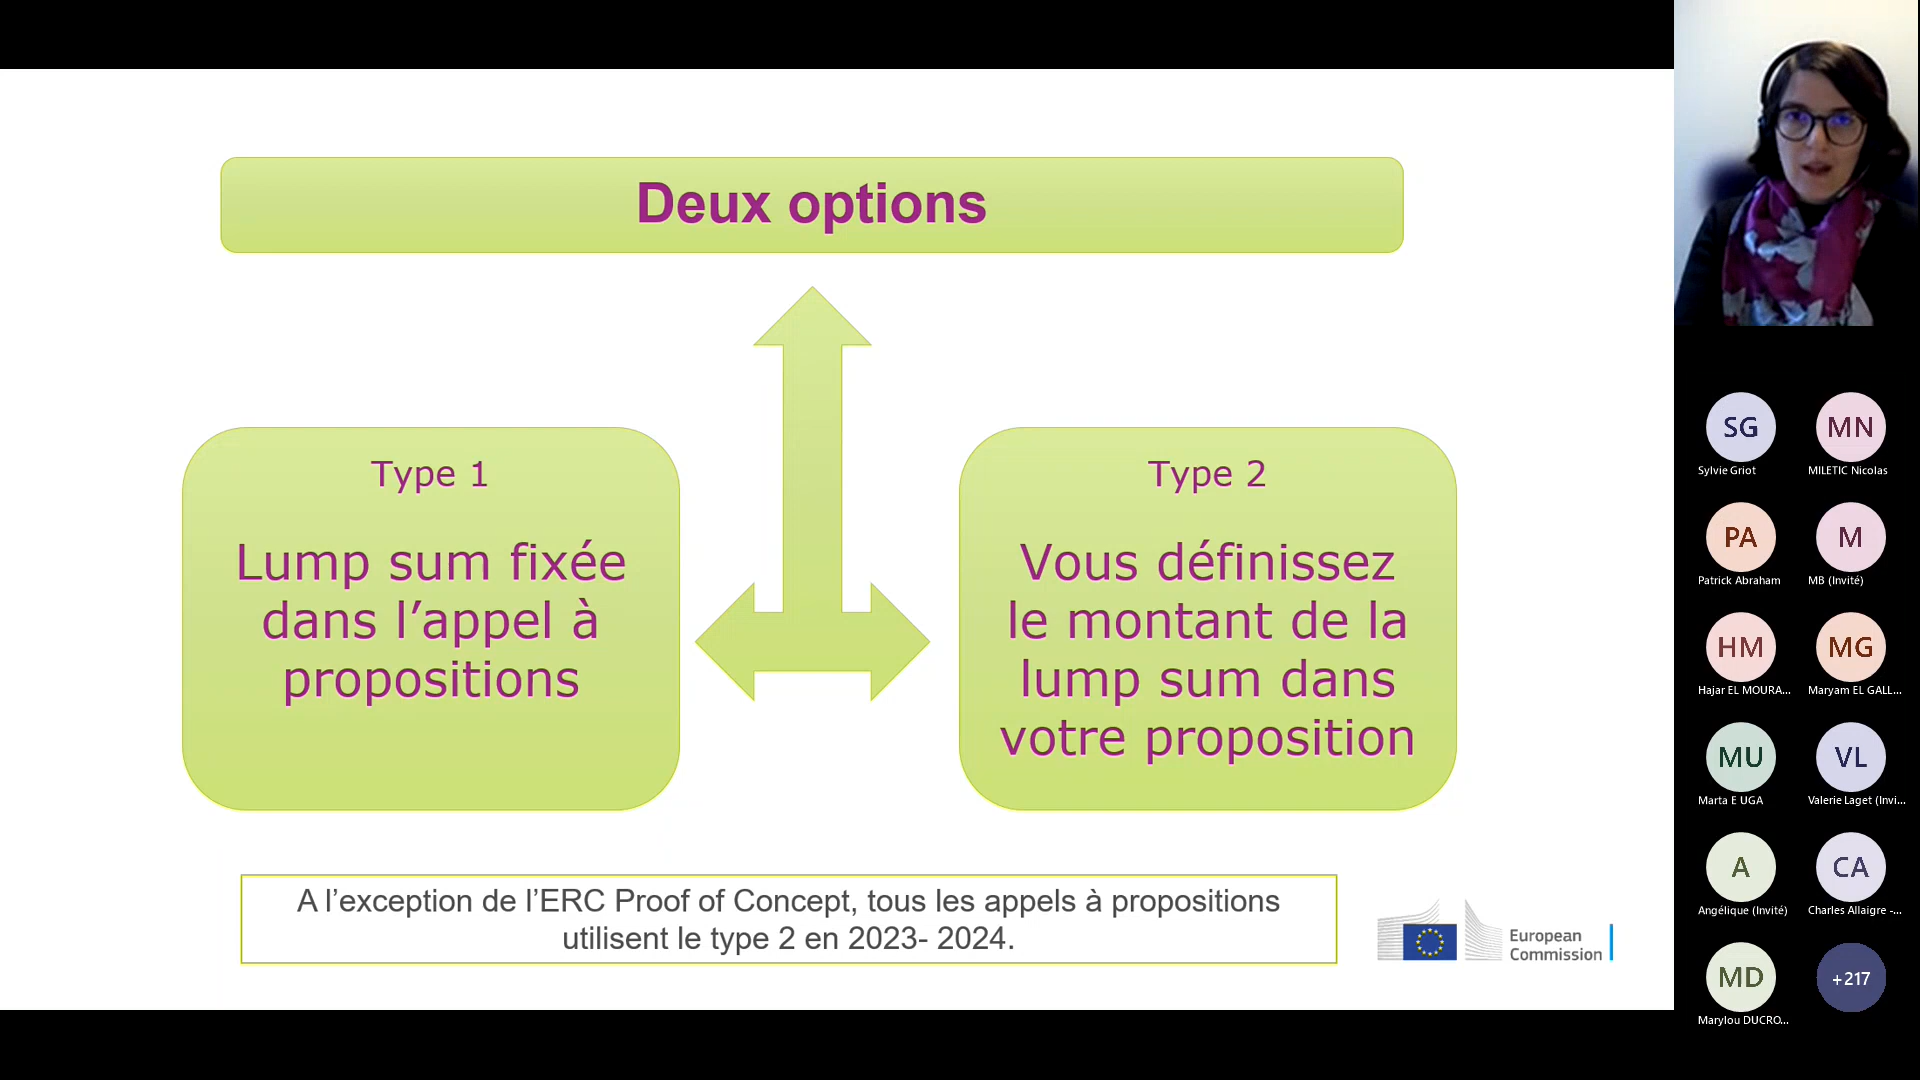 Deux options
Type 1
Lump sum fixée
dans l’appel à
propositions
Type 2
Vous définissez
le montant de la
lump sum dans
votre proposition
A l’exception de l’ERC Proof of Concept, tous les appels à propositions
utilisent le type 2 en 2023- 2024.
European
Commission
SG
Sylvie Griot
MN
MILETIC Nicolas
PA
Patrick Abraham
M
MB (Invité)
HM
Hajar EL MOURA...
MG
Maryam EL GALL...
MU
Marta E UGA
VL
Valerie Laget (Invi...
A
Angélique (Invité)
CA
Charles Allaigre -...
MD
Marylou DUCRO...
+217